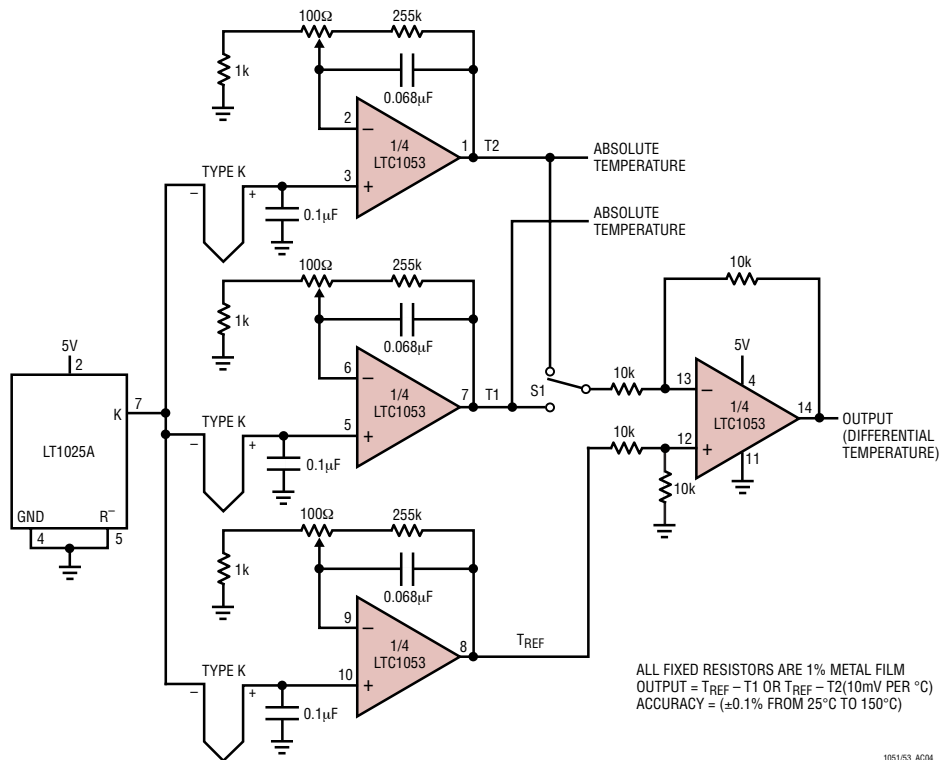 100Ω 255k
1k
0.068µF
2 −
1/4
LTC1053
1 T2
3 +
TYPE K
− +
0.1µF
ABSOLUTE
TEMPERATURE
ABSOLUTE
TEMPERATURE
100Ω 255k
1k
0.068µF
6 −
1/4
LTC1053
7 T1
5 +
TYPE K
− +
0.1µF
5V
2
K 7
LT1025A
GND R−
4 5
S1
10k
10k
13 −
5V
4
1/4
LTC1053
14
OUTPUT
(DIFFERENTIAL
TEMPERATURE)
10k
12 +
11
10k
100Ω 255k
1k
0.068µF
9 −
1/4
LTC1053
8
TREF
10 +
TYPE K
− +
0.1µF
ALL FIXED RESISTORS ARE 1% METAL FILM
OUTPUT = TREF – T1 OR TREF – T2(10mV PER °C)
ACCURACY = (±0.1% FROM 25°C TO 150°C)
1051/53 AC04